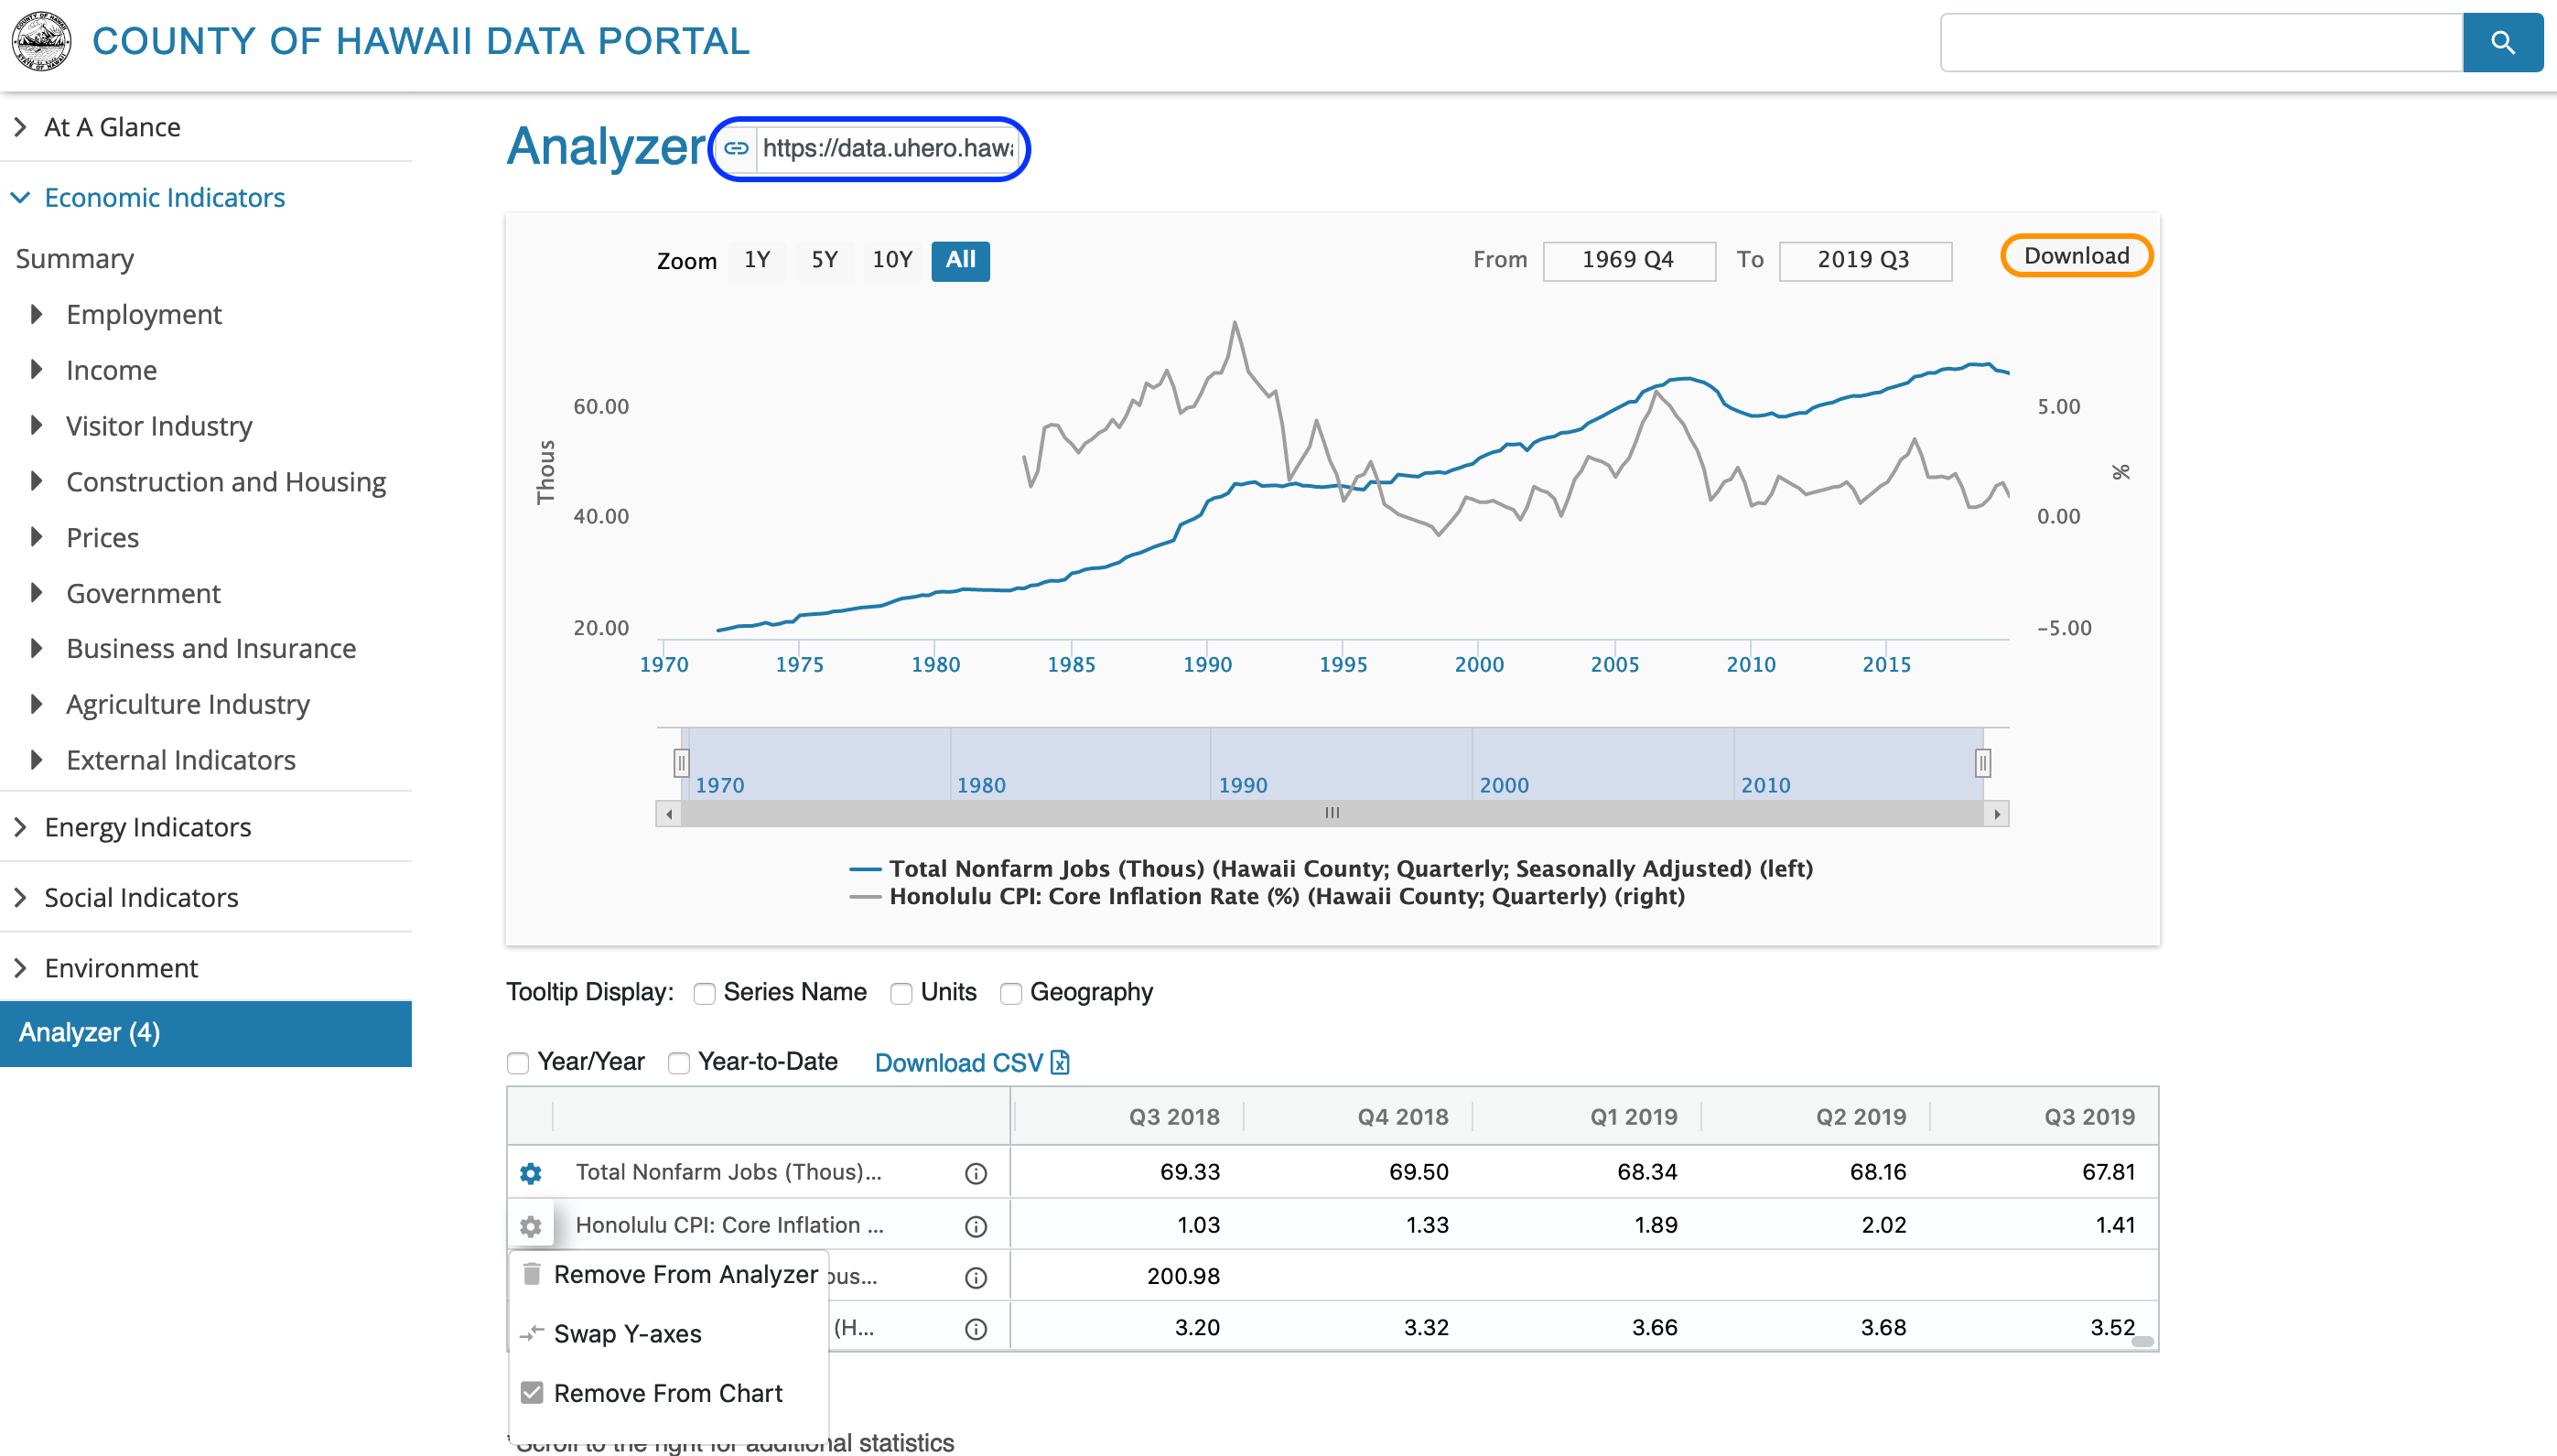 COUNTY OF HAWAII DATA PORTAL
At A Glance
Economic Indicators
Summary
Employment
Income
Visitor Industry
Construction and Housing
Prices
Government
Business and Insurance
Agriculture Industry
External Indicators
Energy Indicators
Social Indicators
Environment
Analyzer (4)
Analyzer https://data.uhero.hawa
Zoom 1Y 5Y 10Y All From 1969 Q4 To 2019 Q3 Download
60.00 5.00
Thous %
40.00 0.00
20.00 -5.00
1970 1975 1980 1985 1990 1995 2000 2005 2010 2015
1970 1980 1990 2000 2010
Total Nonfarm Jobs (Thous) (Hawaii County; Quarterly; Seasonally Adjusted) (left)
Honolulu CPI: Core Inflation Rate (%) (Hawaii County; Quarterly) (right)
Tooltip Display: Series Name Units Geography
Year/Year Year-to-Date Download CSV
Q3 2018 Q4 2018 Q1 2019 Q2 2019 Q3 2019
Total Nonfarm Jobs (Thous)... 69.33 69.50 68.34 68.16 67.81
Honolulu CPI: Core Inflation ... 1.03 1.33 1.89 2.02 1.41
Remove From Analyzer ous... 200.98
Swap Y-axes (H... 3.20 3.32 3.66 3.68 3.52
Remove From Chart
*Scroll to the right for additional statistics